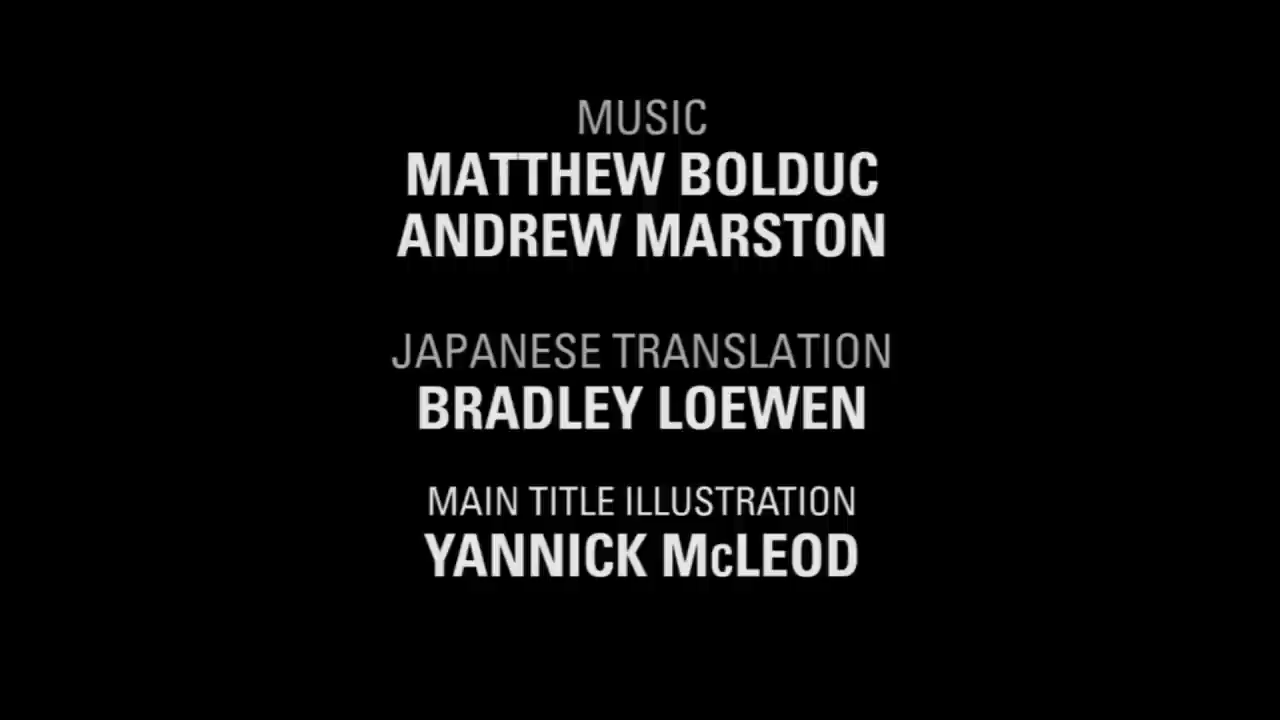 MUSIC
MATTHEW BOLDUC
ANDREW MARSTON
JAPANESE TRANSLATION
BRADLEY LOEWEN
MAIN TITLE ILLUSTRATION
YANNICK McLEOD